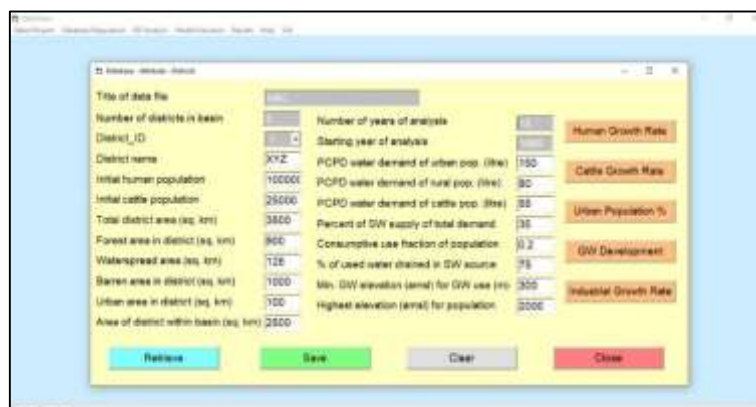 Database - Attribute - Districts
Title of data file
Number of districts in basin
District_ID
District name XYZ
Initial human population 100000
Initial cattle population 25000
Total district area (sq. km) 3800
Forest area in district (sq. km) 900
Waterspread area (sq. km)
Barren area in district (sq. km) 1000
Urban area in district (sq. km) 100
Area of district within basin (sq. km) 2500
Number of years of analysis
Starting year of analysis
PCPD water demand of urban pop. (litre) 150
PCPD water demand of rural pop. (litre)
PCPD water demand of cattle pop. (litre)
Percent of SW supply of total demand
Consumptive use fraction of population 0.2
% of used water drained in SW source 75
Min. GW elevation (amsl) for GW use (m) 300
Highest elevation (amsl) for population 2000
Human Growth Rate
Cattle Growth Rate
Urban Population %
GW Development
Industrial Growth Rate
Retrieve
Save
Clear
Close